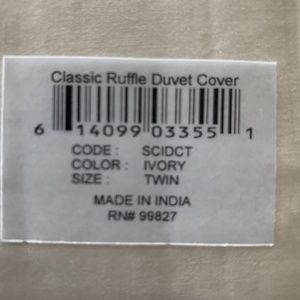 Classic Ruffle Duvet Cover
6 14099 03355 1
CODE : SCIDCT
COLOR : IVORY
SIZE : TWIN
MADE IN INDIA
RN# 99827